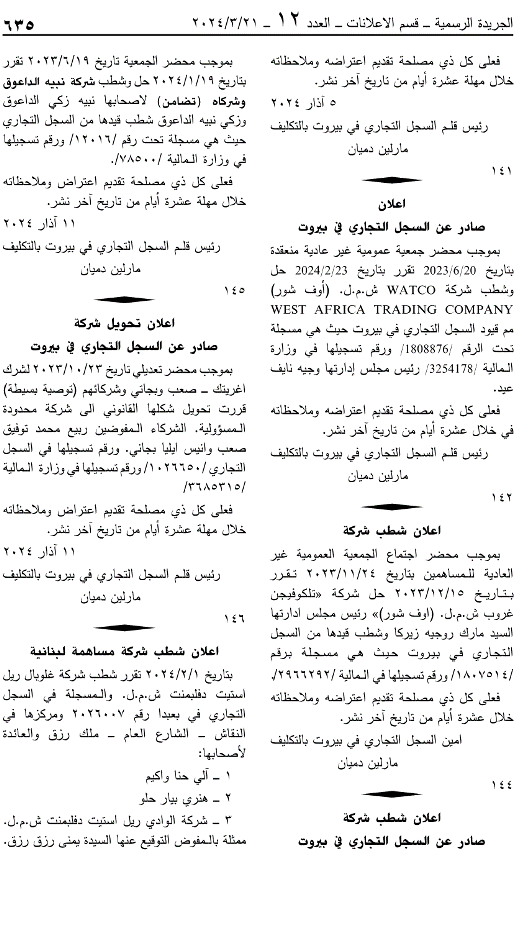 الجريدة الرسمية ــ قسم الاعلانات ــ العدد ١٢ ــ ٢٠٢٤/٣/٢١
٦٣٥
فعلى كل ذي مصلحة تقديم اعتراضه وملاحظاته
خلال مهلة عشرة أيام من تاريخ آخر نشر.
٥ آذار ٢٠٢٤
رئيس قلم السجل التجاري في بيروت بالتكليف
مارلين دميان
١٤١
اعلان
صادر عن السجل التجاري في بيروت
بموجب محضر جمعية عمومية غير عادية منعقدة
بتاريخ 2023/6/20 تقرر بتاريخ 2024/2/23 حل
وشطب شركة WATCO ش.م.ل. (أوف شور)
WEST AFRICA TRADING COMPANY
مم قيود السجل التجاري في بيروت حيث هي مسجلة
تحت الرقم /1808876/ ورقم تسجيلها في وزارة
المالية /3254178/ رئيس مجلس إدارتها وجيه نايف
عيد.
فعلى كل ذي مصلحة تقديم اعتراضه وملاحظاته
في خلال مهلة عشرة أيام من تاريخ آخر نشر.
رئيس قلم السجل التجاري في بيروت بالتكليف
مارلين دميان
١٤٢
اعلان شطب شركة
بموجب محضر اجتماع الجمعية العمومية غير
العادية للمساهمين بتاريخ ٢٠٢٣/١١/٢٤ تقرر
بتاريخ ٢٠٢٣/١٢/١٥ حل شركة «تلكوفيجن
غروب ش.م.ل. (اوف شور)» رئيس مجلس ادارتها
السيد مارك روجيه زيركا وشطب قيدها من السجل
التجاري في بيروت حيث هي مسجلة برقم
/١٨٠٧٥١٤/ ورقم تسجيلها في المالية /٢٩٦٦٢٩٢/.
فعلى كل ذي مصلحة تقديم اعتراضه وملاحظاته
خلال مهلة عشرة أيام من تاريخ آخر نشر.
امين السجل التجاري في بيروت بالتكليف
مارلين دميان
١٤٤
اعلان شطب شركة
صادر عن السجل التجاري في بيروت
بموجب محضر الجمعية تاريخ ٢٠٢٣/٦/١٩ تقرر
بتاريخ ٢٠٢٤/١/١٩ حل وشطب شركة نبيه الداعوق
وشركاه (تضامن) لاصحابها نبيه زكي الداعوق
وزكي نبيه الداعوق شطب قيدها من السجل التجاري
حيث هي مسجلة تحت رقم /١٢٠١٦/ ورقم تسجيلها
في وزارة المالية /٧٨٥٠٠/.
فعلى كل ذي مصلحة تقديم اعتراض وملاحظاته
خلال مهلة عشرة أيام من تاريخ آخر نشر.
١١ آذار ٢٠٢٤
رئيس قلم السجل التجاري في بيروت بالتكليف
مارلين دميان
١٤٥
اعلان تحويل شركة
صادر عن السجل التجاري في بيروت
بموجب محضر تعديلي تاريخ ٢٠٢٣/١٠/٢٣ لشرك
اغريتك ــ صعب وبجاني وشركائهم (توصية بسيطة)
قررت تحويل شكلها القانوني الى شركة محدودة
المسؤولية. الشركاء المفوضين ربيع محمد توفيق
صعب وانيس ايليا بجاني. ورقم تسجيلها في السجل
التجاري /١٠٢٦٦٥٠/ ورقم تسجيلها في وزارة المالية
/٣٦٨٥٣١٥/
فعلى كل ذي مصلحة تقديم اعتراض وملاحظاته
خلال مهلة عشرة أيام من تاريخ آخر نشر.
١١ آذار ٢٠٢٤
رئيس قلم السجل التجاري في بيروت بالتكليف
مارلين دميان
١٤٦
اعلان شطب شركة مساهمة لبنانية
بتاريخ ٢٠٢٤/٢/١ تقرر شطب شركة غلوبال ريل
استيت دفلبمنت ش.م.ل. والمسجلة في السجل
التجاري في بعبدا رقم ٢٠٢٦٠٠٧ ومركزها في
النقاش ــ الشارع العام ــ ملك رزق والعائدة
لأصحابها:
١ ــ آلي حنا واكيم
٢ ــ هنري بيار حلو
٣ ــ شركة الوادي ريل استيت دفلبمنت ش.م.ل.
ممثلة بالمفوض التوقيع عنها السيدة يمنى رزق رزق.